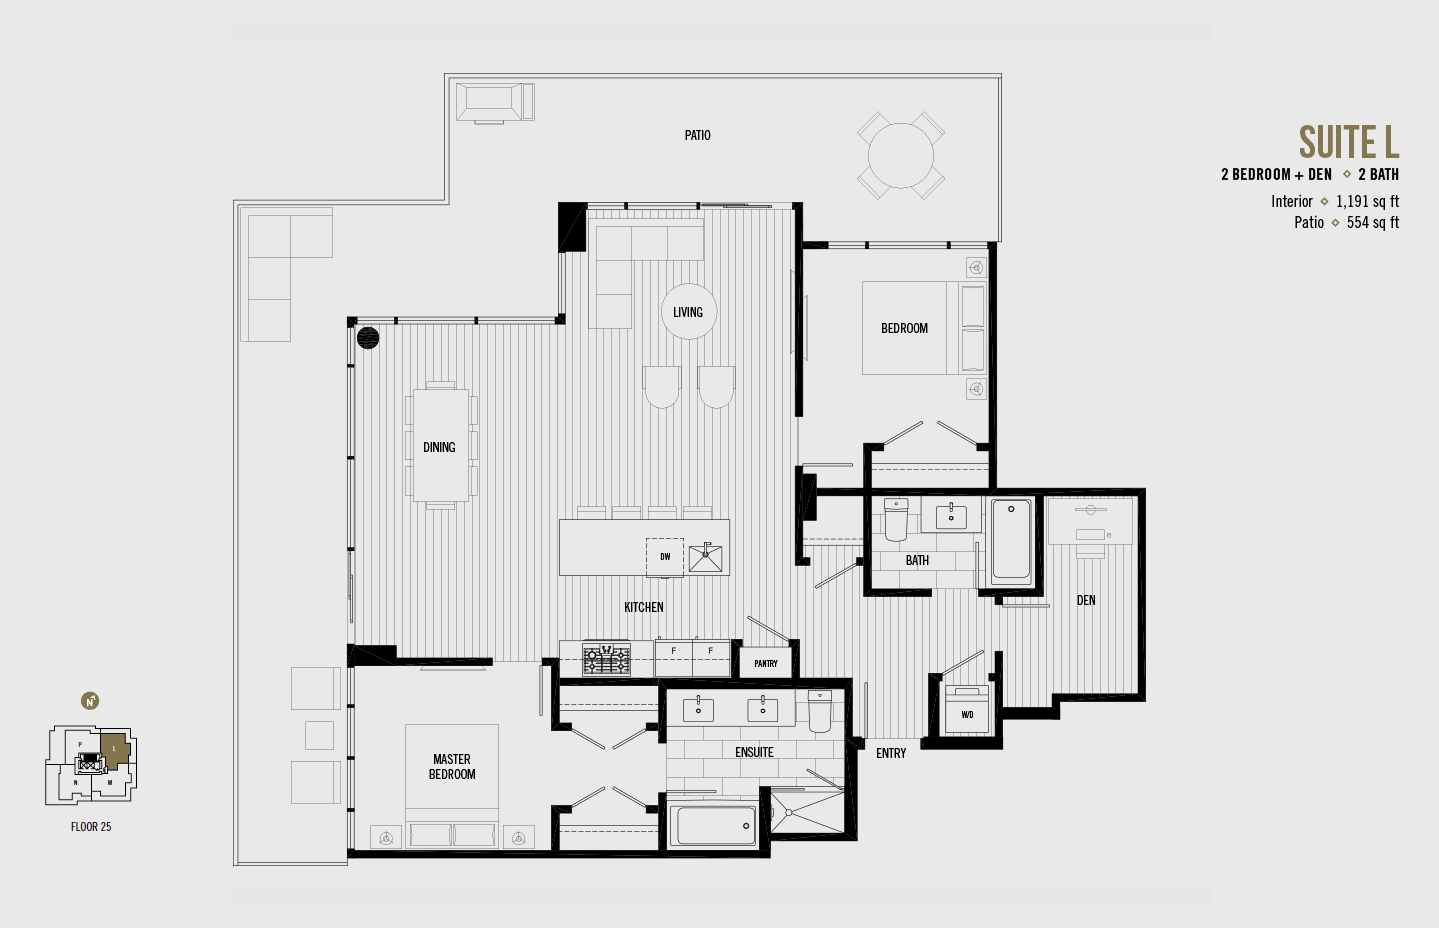 SUITE L
2 BEDROOM + DEN ◇ 2 BATH
Interior ◇ 1,191 sq ft
Patio ◇ 554 sq ft
PATIO
LIVING
BEDROOM
DINING
DW
BATH
KITCHEN
DEN
F F
PANTRY
W/D
ENSUITE
ENTRY
MASTER
BEDROOM
N
P
L
N
M
FLOOR 25